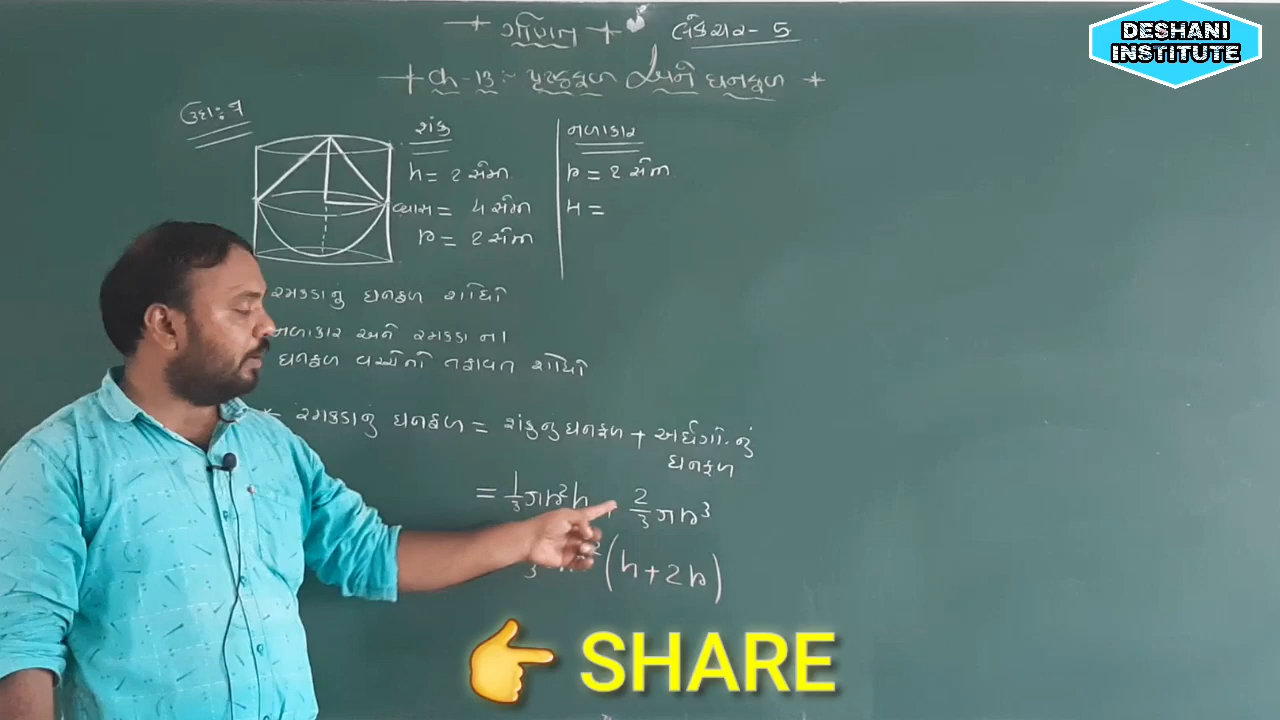 + ગણિત + લેક્ચર - 5
DESHANI
INSTITUTE
+ Ch - 13 :- પૃષ્ઠફળ અને ઘનફળ +
ઉદા: 7
શંકુ
h = 2 સેમી
વ્યાસ = 4 સેમી
r = 2 સેમી
નળાકાર
r = 2 સેમી
H =
રમકડાનું ઘનફળ શોધો
નળાકાર અને રમકડા ના
ઘનફળ વચ્ચેનો તફાવત શોધો
રમકડાનું ઘનફળ = શંકુનું ઘનફળ + અર્ધગો.નું
ઘનફળ
= 1/3 πr²h + 2/3 πr³
(h + 2r)
SHARE